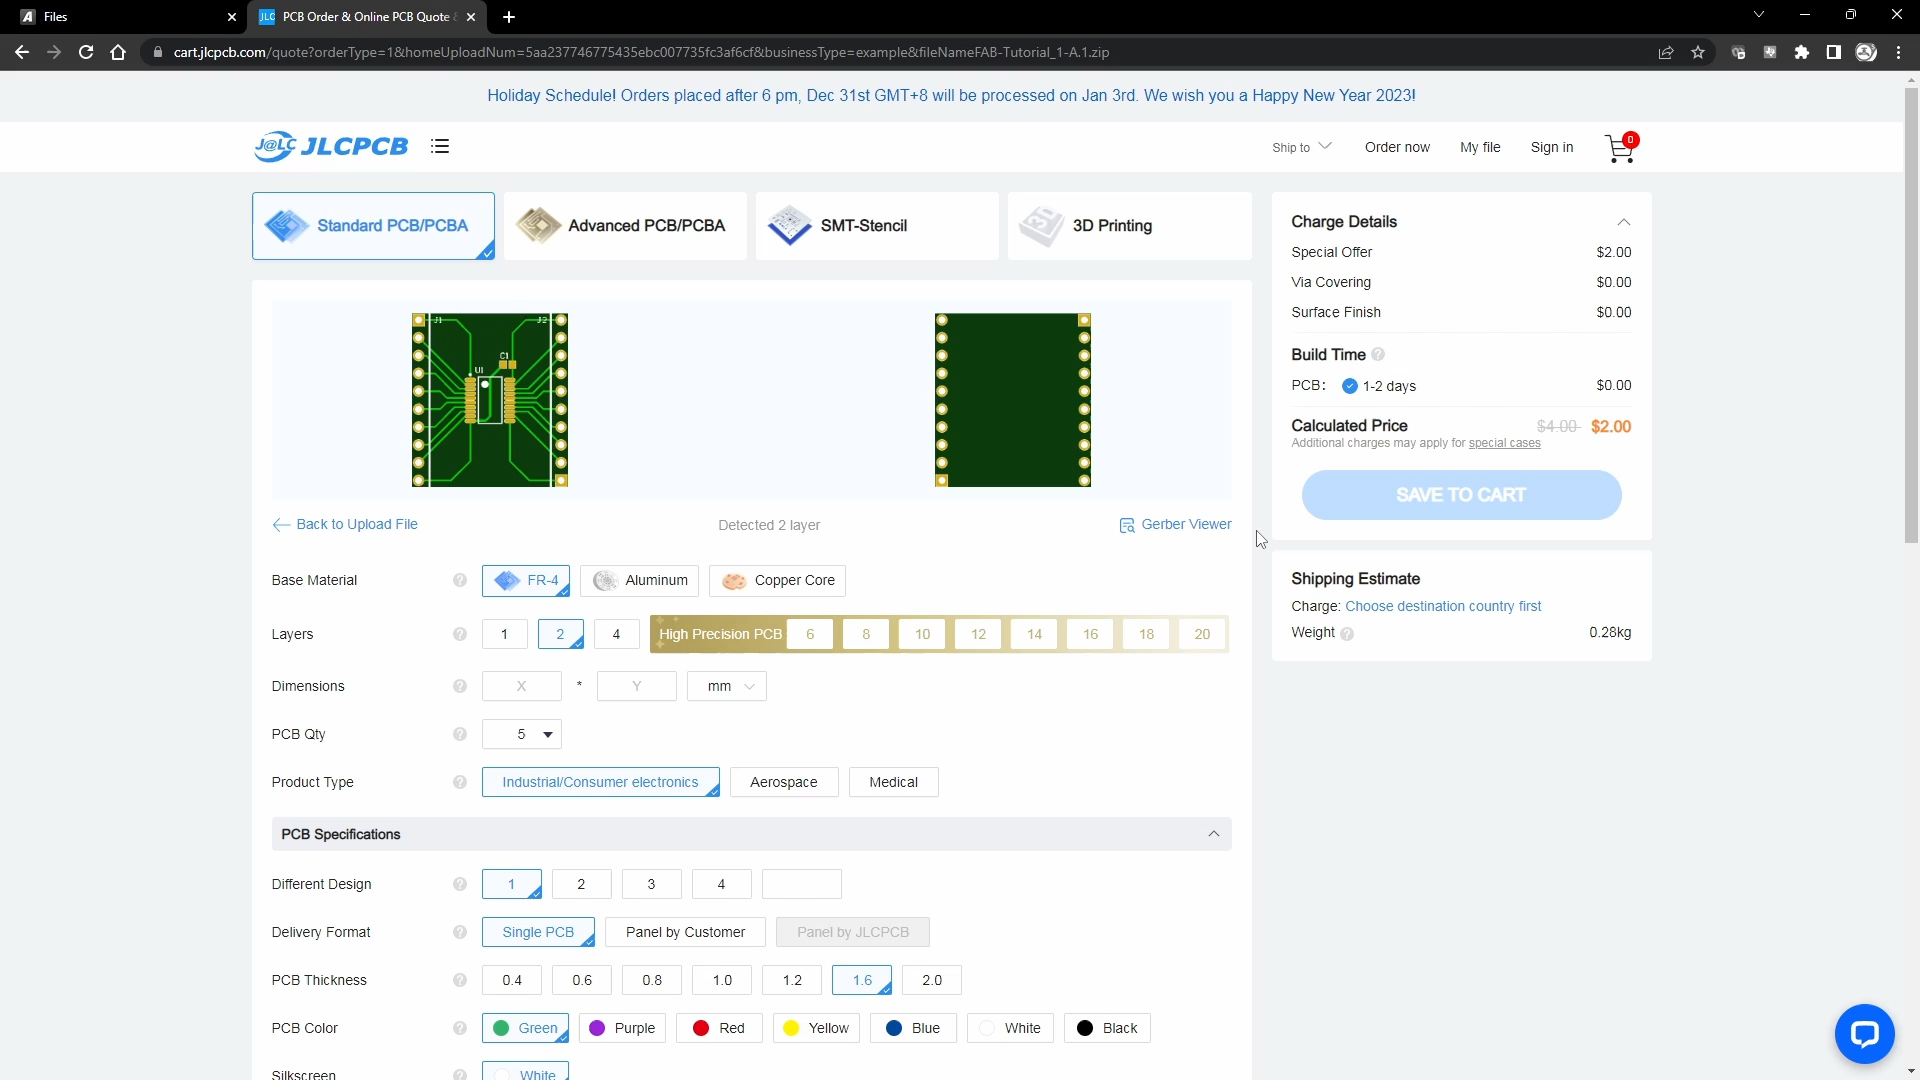 Files
JLC PCB Order & Online PCB Quote &
cart.jlcpcb.com/quote?orderType=1&homeUploadNum=5aa237746775435ebc007735fc3af6cf&businessType=example&fileNameFAB-Tutorial_1-A.1.zip
Holiday Schedule! Orders placed after 6 pm, Dec 31st GMT+8 will be processed on Jan 3rd. We wish you a Happy New Year 2023!
J@LC JLCPCB
Ship to
Order now
My file
Sign in
0
Standard PCB/PCBA
Advanced PCB/PCBA
SMT-Stencil
3D
3D Printing
J1
J2
C1
U1
Back to Upload File
Detected 2 layer
Gerber Viewer
Base Material ? FR-4 Aluminum Copper Core
Layers ? 1 2 4 High Precision PCB 6 8 10 12 14 16 18 20
Dimensions ? X * Y mm
PCB Qty ? 5
Product Type ? Industrial/Consumer electronics Aerospace Medical
PCB Specifications
Different Design ? 1 2 3 4
Delivery Format ? Single PCB Panel by Customer Panel by JLCPCB
PCB Thickness ? 0.4 0.6 0.8 1.0 1.2 1.6 2.0
PCB Color ? Green Purple Red Yellow Blue White Black
Silkscreen ? White
Charge Details
Special Offer $2.00
Via Covering $0.00
Surface Finish $0.00
Build Time ?
PCB: 1-2 days $0.00
Calculated Price $4.00 $2.00
Additional charges may apply for special cases
SAVE TO CART
Shipping Estimate
Charge: Choose destination country first
Weight ? 0.28kg